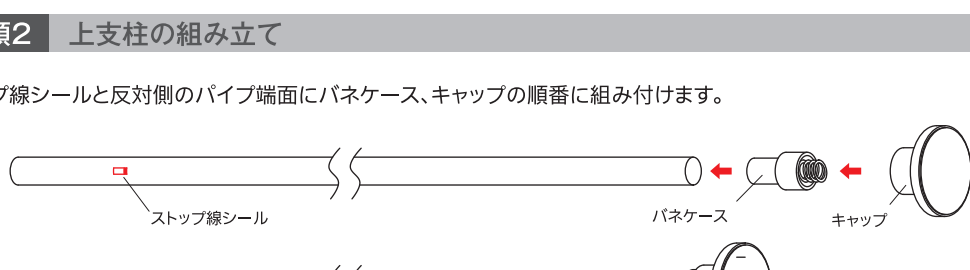 順2 上支柱の組み立て
プ線シールと反対側のパイプ端面にバネケース、キャップの順番に組み付けます。
ストップ線シール
バネケース
キャップ